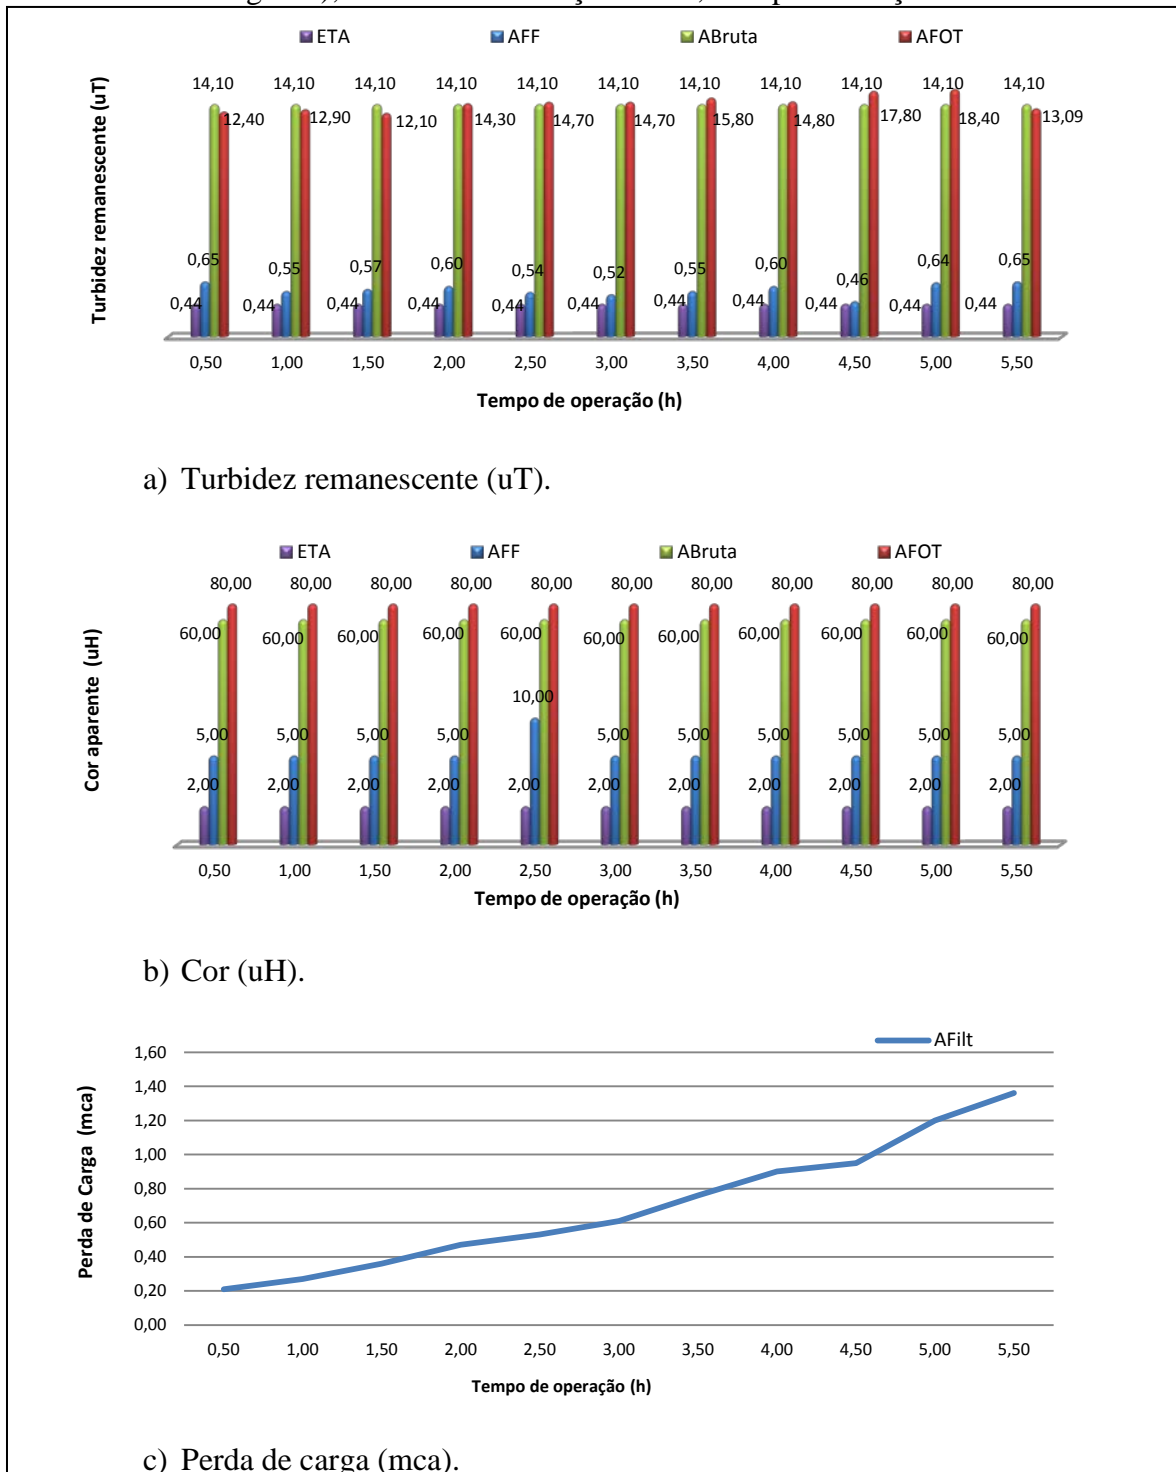 ETA AFF ABruta AFOT
Turbidez remanescente (uT)
14,10 14,10 14,10 14,10 14,10 14,10 14,10 14,10 14,10 14,10 14,10
12,40 12,90 12,10 14,30 14,70 14,70 15,80 14,80 17,80 18,40 13,09
0,65 0,55 0,57 0,60 0,54 0,52 0,55 0,60 0,46 0,64 0,65
0,44 0,44 0,44 0,44 0,44 0,44 0,44 0,44 0,44 0,44 0,44
0,50 1,00 1,50 2,00 2,50 3,00 3,50 4,00 4,50 5,00 5,50
Tempo de operação (h)
a) Turbidez remanescente (uT).
ETA AFF ABruta AFOT
Cor aparente (uH)
80,00 80,00 80,00 80,00 80,00 80,00 80,00 80,00 80,00 80,00 80,00
60,00 60,00 60,00 60,00 60,00 60,00 60,00 60,00 60,00 60,00 60,00
5,00 5,00 5,00 5,00 10,00 5,00 5,00 5,00 5,00 5,00 5,00
2,00 2,00 2,00 2,00 2,00 2,00 2,00 2,00 2,00 2,00 2,00
0,50 1,00 1,50 2,00 2,50 3,00 3,50 4,00 4,50 5,00 5,50
Tempo de operação (h)
b) Cor (uH).
AFilt
Perda de Carga (mca)
1,60
1,40
1,20
1,00
0,80
0,60
0,40
0,20
0,00
0,50 1,00 1,50 2,00 2,50 3,00 3,50 4,00 4,50 5,00 5,50
Tempo de operação (h)
c) Perda de carga (mca).